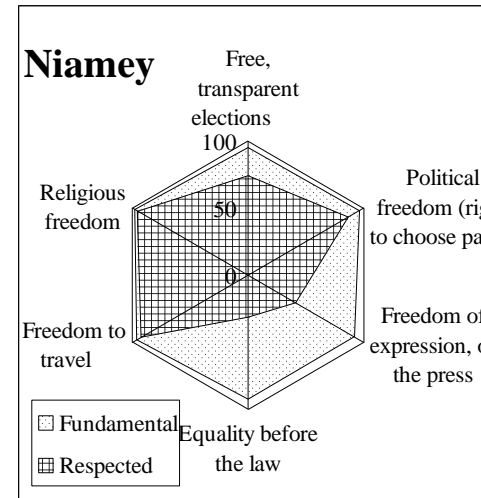 Niamey
Free,
transparent
elections
100
50
0
Political
freedom (rig
to choose pa
Freedom of
expression, o
the press
Equality before
the law
Freedom to
travel
Religious
freedom
Fundamental
Respected